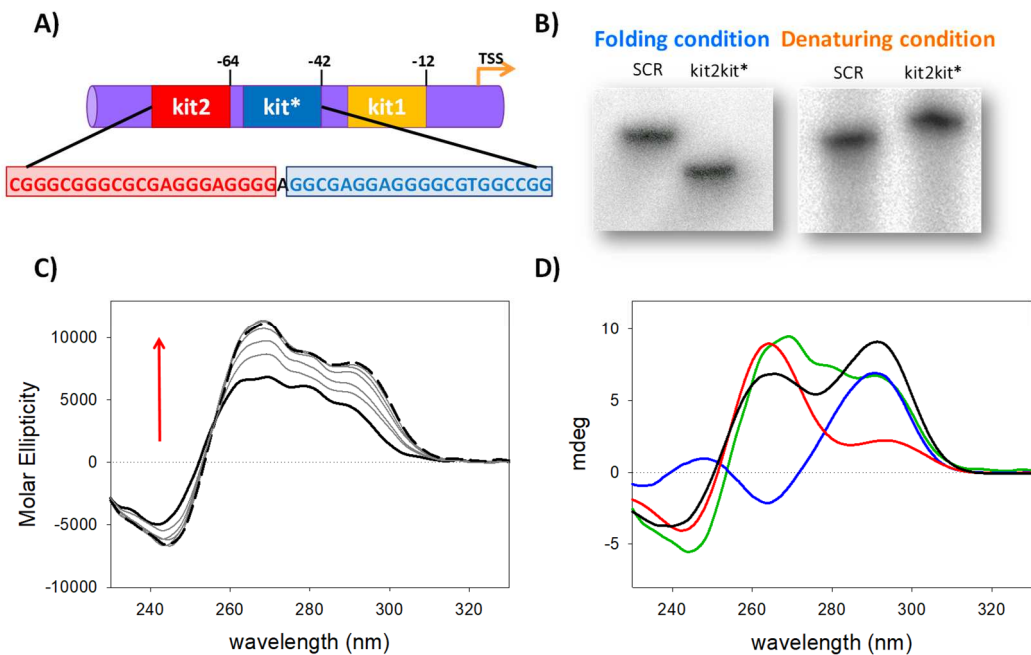 A)
-64 -42 -12 TSS
kit2 kit* kit1
CGGGCGGGCGCGAGGGAGGGGAGGCGAGGAGGGGCGTGGCCGG
B)
Folding condition Denaturing condition
SCR kit2kit* SCR kit2kit*
C)
10000
5000
0
-5000
-10000
Molar Ellipticity
240 260 280 300 320
wavelength (nm)
D)
10
5
0
-5
mdeg
240 260 280 300 320
wavelength (nm)